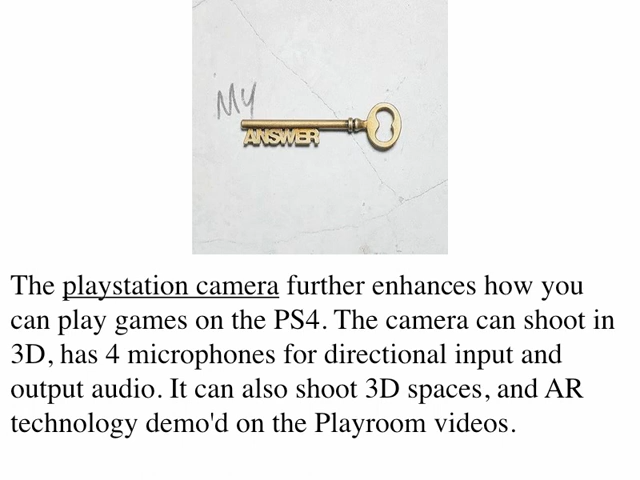 My
ANSWER
The playstation camera further enhances how you
can play games on the PS4. The camera can shoot in
3D, has 4 microphones for directional input and
output audio. It can also shoot 3D spaces, and AR
technology demo'd on the Playroom videos.